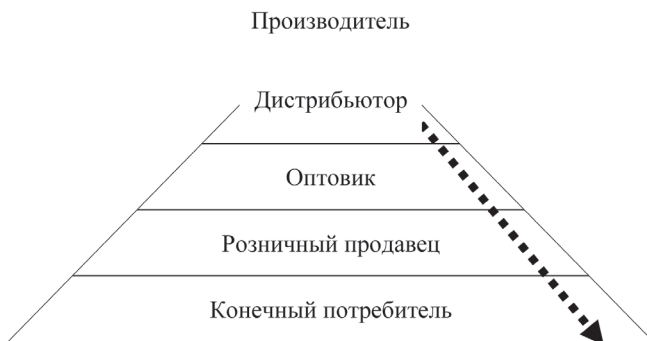 Производитель
Дистрибьютор
Оптовик
Розничный продавец
Конечный потребитель